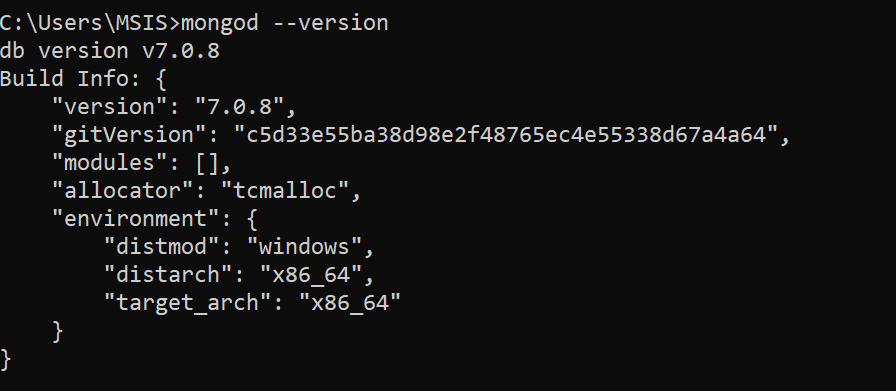 C:\Users\MSIS>mongod --version
db version v7.0.8
Build Info: {
    "version": "7.0.8",
    "gitVersion": "c5d33e55ba38d98e2f48765ec4e55338d67a4a64",
    "modules": [],
    "allocator": "tcmalloc",
    "environment": {
        "distmod": "windows",
        "distarch": "x86_64",
        "target_arch": "x86_64"
    }
}